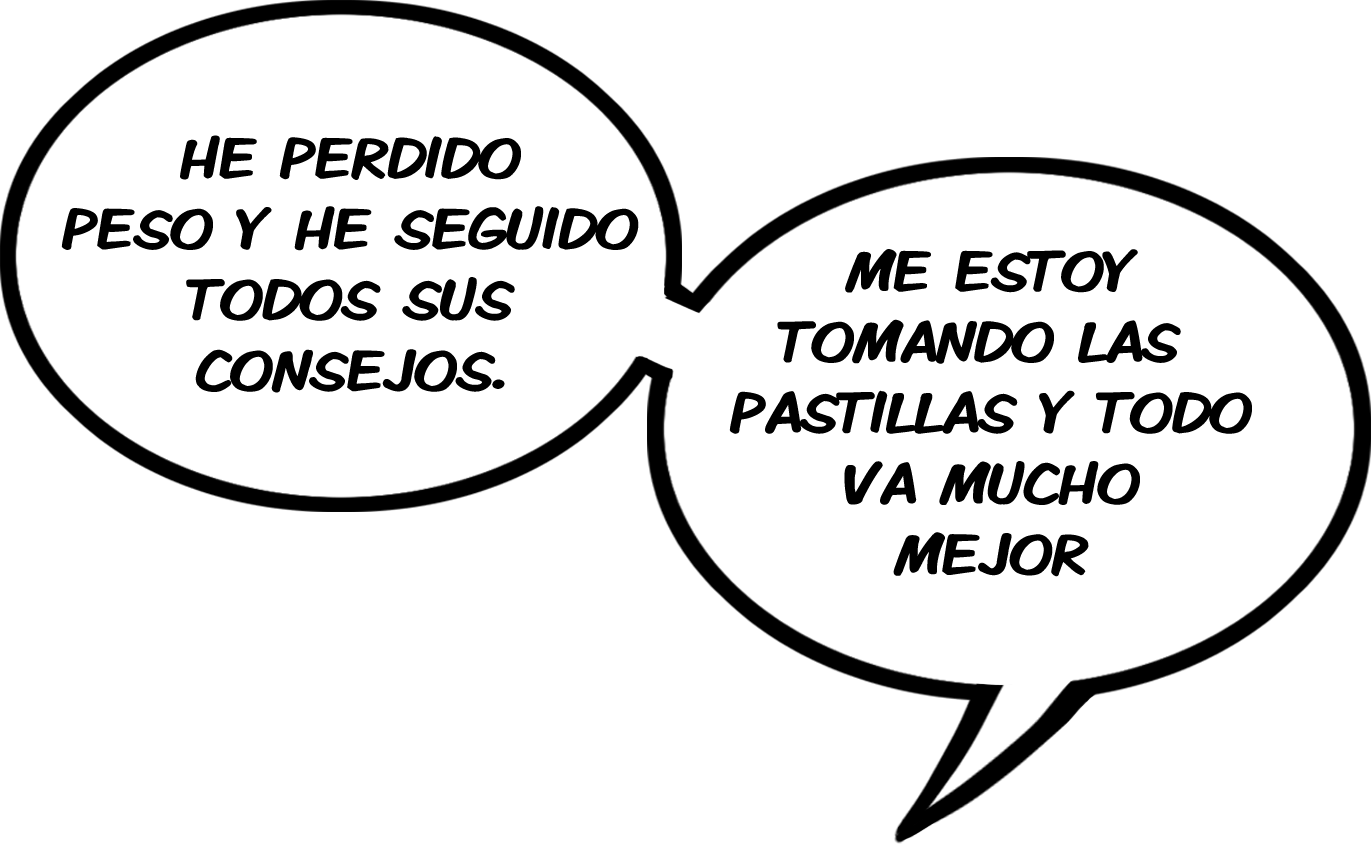 HE PERDIDO
PESO Y HE SEGUIDO
TODOS SUS
CONSEJOS.
ME ESTOY
TOMANDO LAS
PASTILLAS Y TODO
VA MUCHO
MEJOR